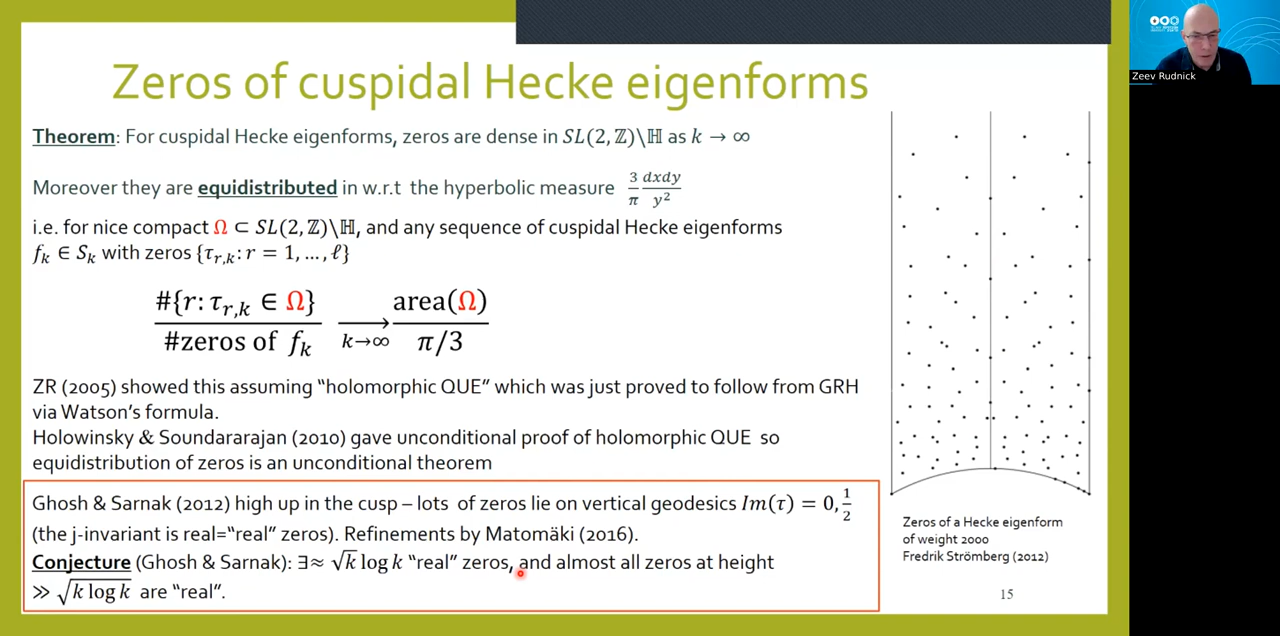 Zeros of cuspidal Hecke eigenforms
Theorem: For cuspidal Hecke eigenforms, zeros are dense in SL(2,ℤ)\ℍ as k → ∞
Moreover they are equidistributed in w.r.t the hyperbolic measure 3/π dxdy/y²
i.e. for nice compact Ω ⊂ SL(2,ℤ)\ℍ, and any sequence of cuspidal Hecke eigenforms
f_k ∈ S_k with zeros {τ_{r,k}: r = 1, …, ℓ}
#{r: τ_{r,k} ∈ Ω} / #zeros of f_k ⟶_{k→∞} area(Ω) / π/3
ZR (2005) showed this assuming "holomorphic QUE" which was just proved to follow from GRH
via Watson's formula.
Holowinsky & Soundararajan (2010) gave unconditional proof of holomorphic QUE so
equidistribution of zeros is an unconditional theorem
Ghosh & Sarnak (2012) high up in the cusp – lots of zeros lie on vertical geodesics Im(τ) = 0, 1/2
(the j-invariant is real="real" zeros). Refinements by Matomäki (2016).
Conjecture (Ghosh & Sarnak): ∃≈ √k log k "real" zeros, and almost all zeros at height
≫ √(k log k) are "real".
Zeros of a Hecke eigenform
of weight 2000
Fredrik Strömberg (2012)
15
Zeev Rudnick